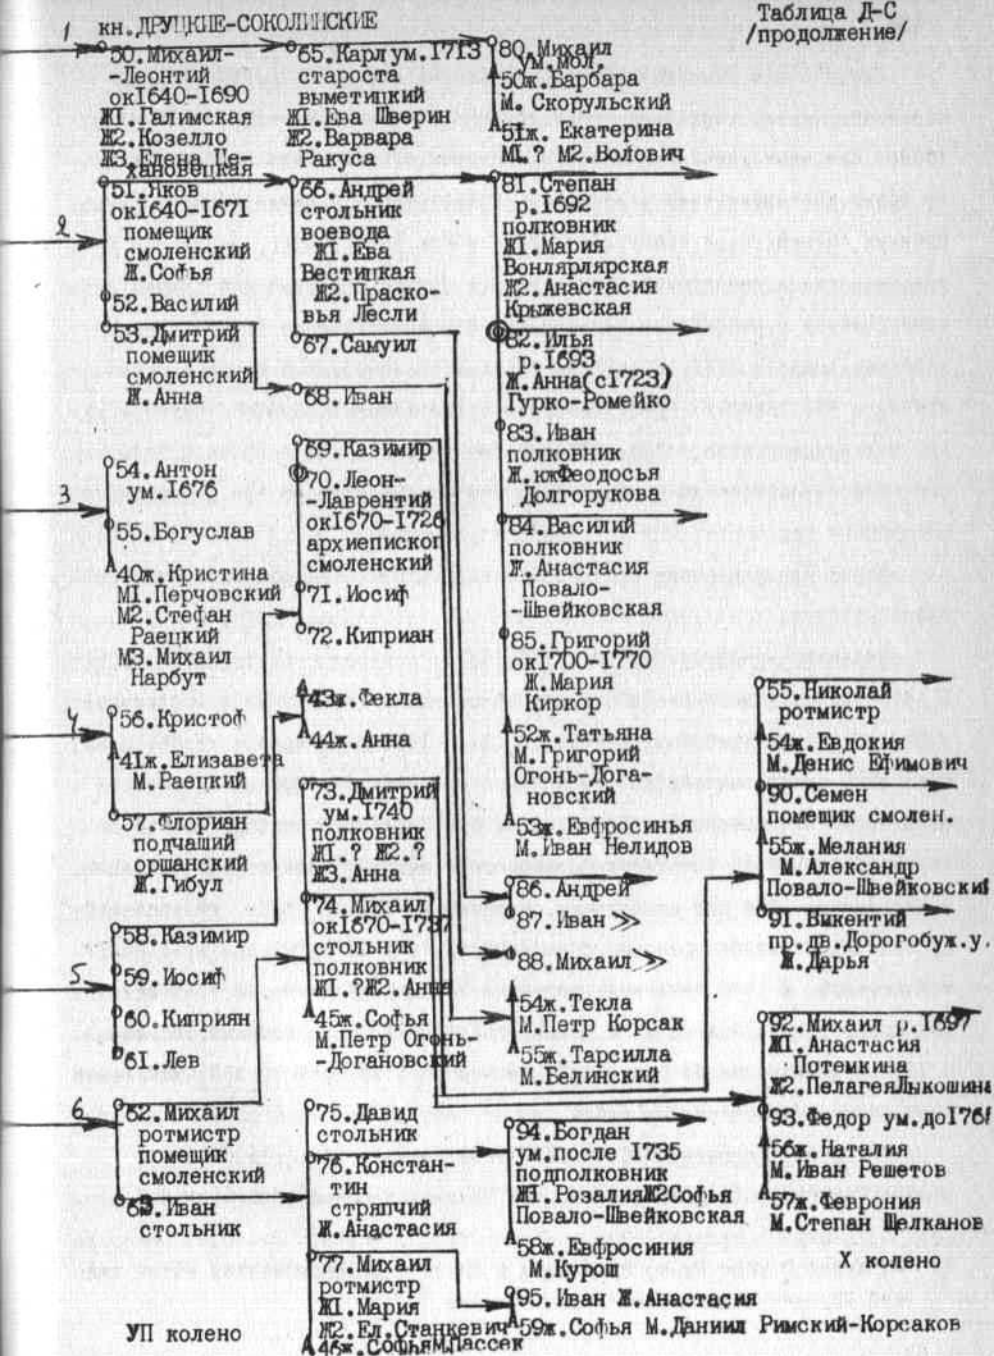 Таблица Д-С
/продолжение/
1 кн. ДРУЦКИЕ-СОКОЛИНСКИЕ
50. Михаил-
-Леонтий
ок1640-1690
Ж1. Галимская
Ж2. Козелло
Ж3. Елена Це-
хановецкая
2
51. Яков
ок1640-1671
помещик
смоленский
Ж. Софья
52. Василий
53. Дмитрий
помещик
смоленский
Ж. Анна
3
54. Антон
ум. 1676
55. Богуслав
40ж. Кристина
М1. Перчовский
М2. Стефан
Раецкий
М3. Михаил
Нарбут
4
56. Кристоф
41ж. Елизавета
М. Раецкий
57. Флориан
подчаший
оршанский
Ж. Гибул
5
58. Казимир
59. Иосиф
60. Киприян
61. Лев
6
62. Михаил
ротмистр
помещик
смоленский
63. Иван
стольник
УП колено
65. Карл ум. 1713
староста
выметицкий
Ж1. Ева Шверин
Ж2. Варвара
Ракуса
66. Андрей
стольник
воевода
Ж1. Ева
Вестицкая
Ж2. Праско-
вья Лесли
67. Самуил
68. Иван
69. Казимир
70. Леон-
-Лаврентий
ок1670-1726
архиепископ
смоленский
71. Иосиф
72. Киприан
43ж. Фекла
44ж. Анна
73. Дмитрий
ум. 1740
полковник
Ж1. ? Ж2. ?
Ж3. Анна
74. Михаил
ок1670-1737
стольник
полковник
Ж1. ? Ж2. Анна
45ж. Софья
М. Петр Огонь-
-Догановский
75. Давид
стольник
76. Констан-
тин
стряпчий
Ж. Анастасия
77. Михаил
ротмистр
Ж1. Мария
Ж2. Ел. Станкевич
46ж. Софья М. Пассек
80. Михаил
ум. мол.
50ж. Барбара
М. Скорульский
51ж. Екатерина
М1. ? М2. Волович
81. Степан
р. 1692
полковник
Ж1. Мария
Вонлярлярская
Ж2. Анастасия
Крыжевская
82. Илья
р. 1693
Ж. Анна(с1723)
Гурко-Ромейко
83. Иван
полковник
Ж. кж Феодосья
Долгорукова
84. Василий
полковник
Ж. Анастасия
Повало-
-Швейковская
85. Григорий
ок1700-1770
Ж. Мария
Киркор
52ж. Татьяна
М. Григорий
Огонь-Дога-
новский
53ж. Евфросинья
М. Иван Нелидов
86. Андрей
87. Иван >>
88. Михаил >>
54ж. Текла
М. Петр Корсак
55ж. Тарсилла
М. Белинский
94. Богдан
ум. после 1735
подполковник
Ж1. Розалия Ж2 Софья
Повало-Швейковская
58ж. Евфросиния
М. Курош
95. Иван Ж. Анастасия
59ж. Софья М. Даниил Римский-Корсаков
55. Николай
ротмистр
54ж. Евдокия
М. Денис Ефимович
90. Семен
помещик смолен.
55ж. Мелания
М. Александр
Повало-Швейковский
91. Викентий
пр. дв. Дорогобуж. у.
Ж. Дарья
92. Михаил р. 1697
Ж1. Анастасия
Потемкина
Ж2. Пелагея Лыкошина
93. Федор ум. до
56ж. Наталия
М. Иван Решетов
57ж. Феврония
М. Степан Щелканов
Х колено